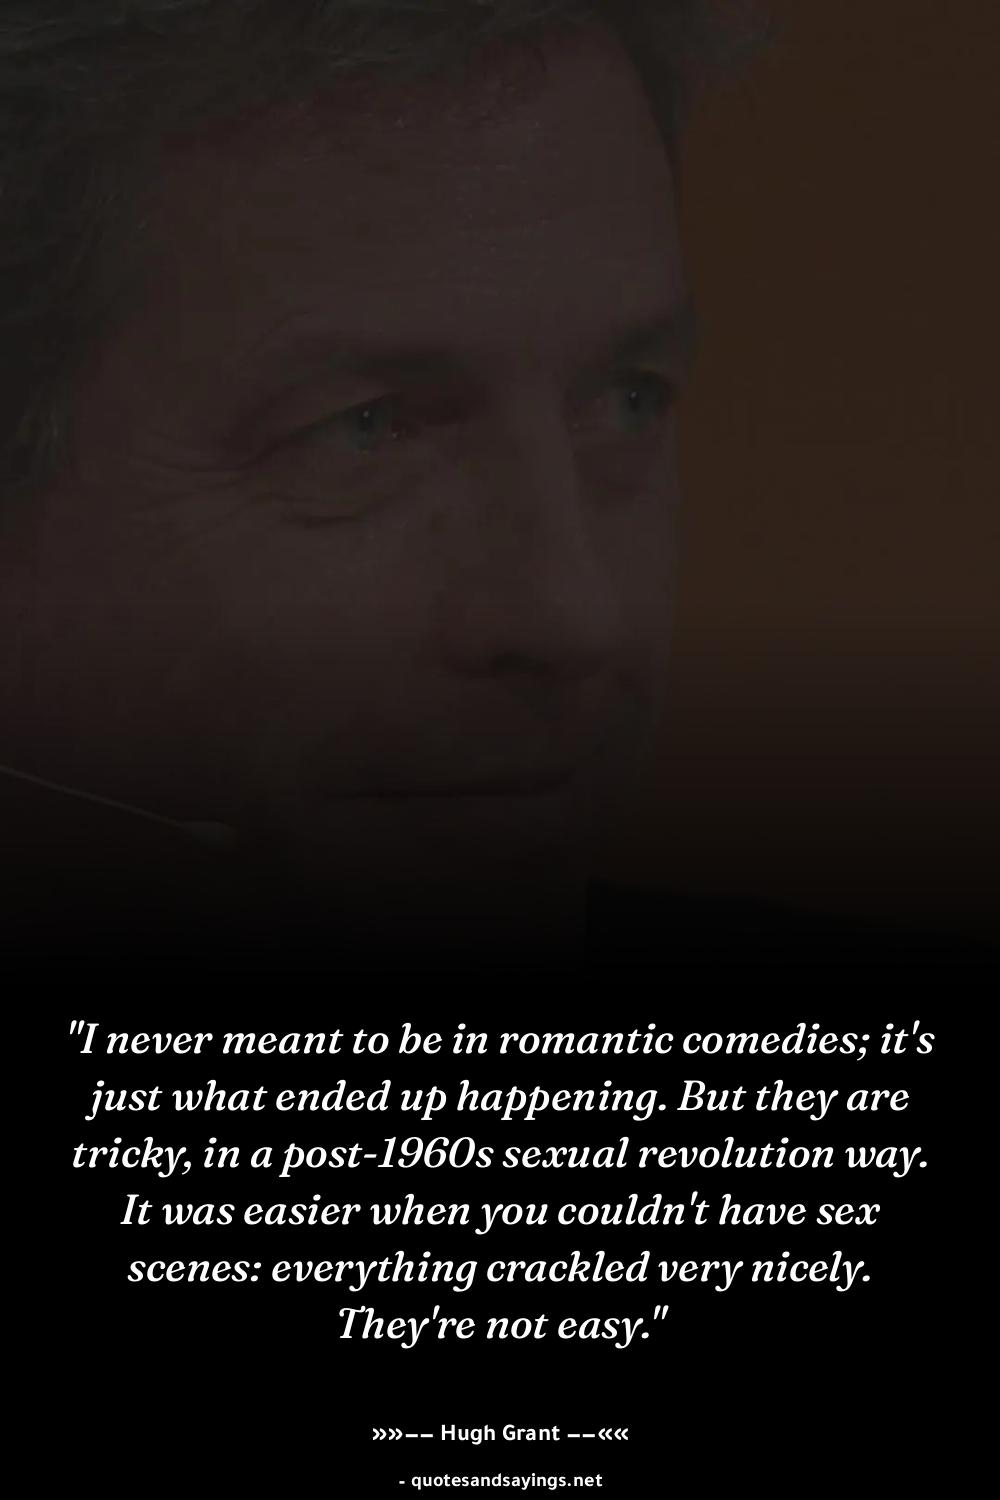 "I never meant to be in romantic comedies; it's
just what ended up happening. But they are
tricky, in a post-1960s sexual revolution way.
It was easier when you couldn't have sex
scenes: everything crackled very nicely.
They're not easy."
»»–– Hugh Grant ––««
- quotesandsayings.net